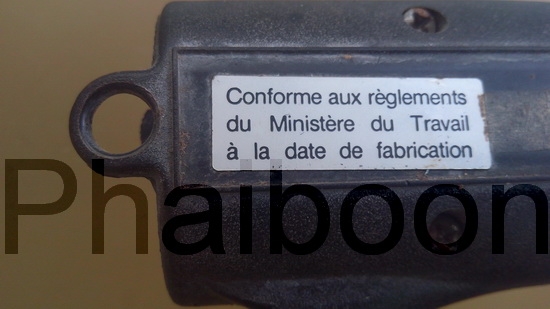 Conforme aux règlements
du Ministère du Travail
à la date de fabrication
Phaiboon